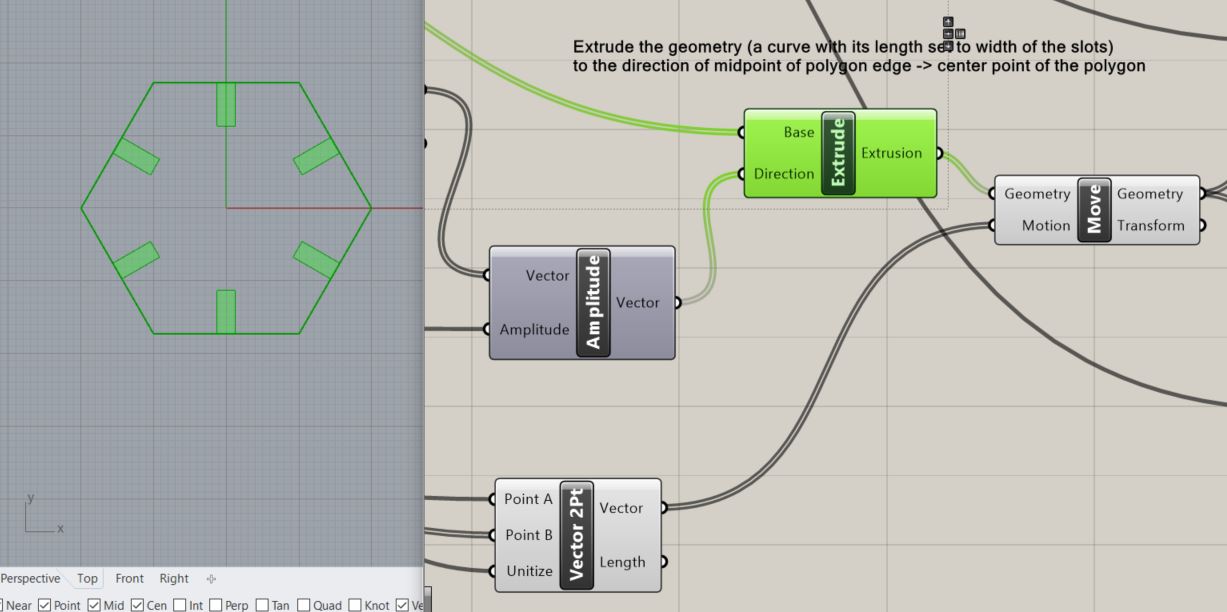 Extrude the geometry (a curve with its length set to width of the slots)
to the direction of midpoint of polygon edge -> center point of the polygon
Base
Direction
Extrude
Extrusion
Geometry
Motion
Move
Geometry
Transform
Vector
Amplitude
Amplitude
Vector
Point A
Point B
Unitize
Vector 2Pt
Vector
Length
y
x
Perspective Top Front Right
Near Point Mid Cen Int Perp Tan Quad Knot Ve